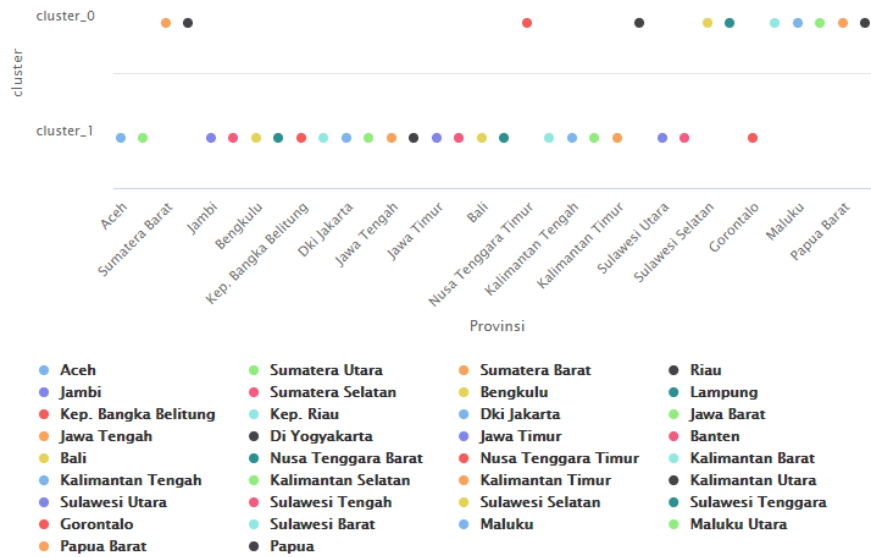 cluster_0
cluster
cluster_1
Aceh
Sumatera Barat
Jambi
Bengkulu
Kep. Bangka Belitung
Dki Jakarta
Jawa Tengah
Jawa Timur
Bali
Nusa Tenggara Timur
Kalimantan Tengah
Kalimantan Timur
Sulawesi Utara
Sulawesi Selatan
Gorontalo
Maluku
Papua Barat
Provinsi
Aceh Sumatera Utara Sumatera Barat Riau
Jambi Sumatera Selatan Bengkulu Lampung
Kep. Bangka Belitung Kep. Riau Dki Jakarta Jawa Barat
Jawa Tengah Di Yogyakarta Jawa Timur Banten
Bali Nusa Tenggara Barat Nusa Tenggara Timur Kalimantan Barat
Kalimantan Tengah Kalimantan Selatan Kalimantan Timur Kalimantan Utara
Sulawesi Utara Sulawesi Tengah Sulawesi Selatan Sulawesi Tenggara
Gorontalo Sulawesi Barat Maluku Maluku Utara
Papua Barat Papua